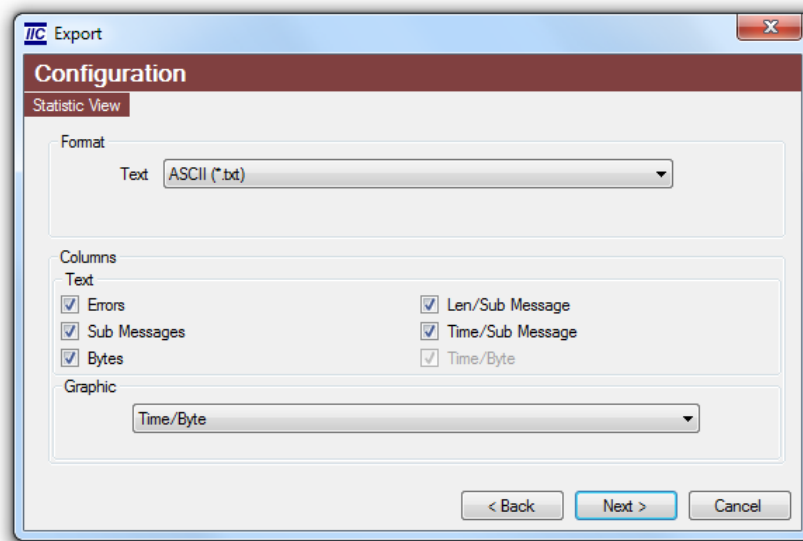 IIC Export
Configuration
Statistic View
Format
Text ASCII (*.txt)
Columns
Text
Errors Len/Sub Message
Sub Messages Time/Sub Message
Bytes Time/Byte
Graphic
Time/Byte
< Back Next > Cancel